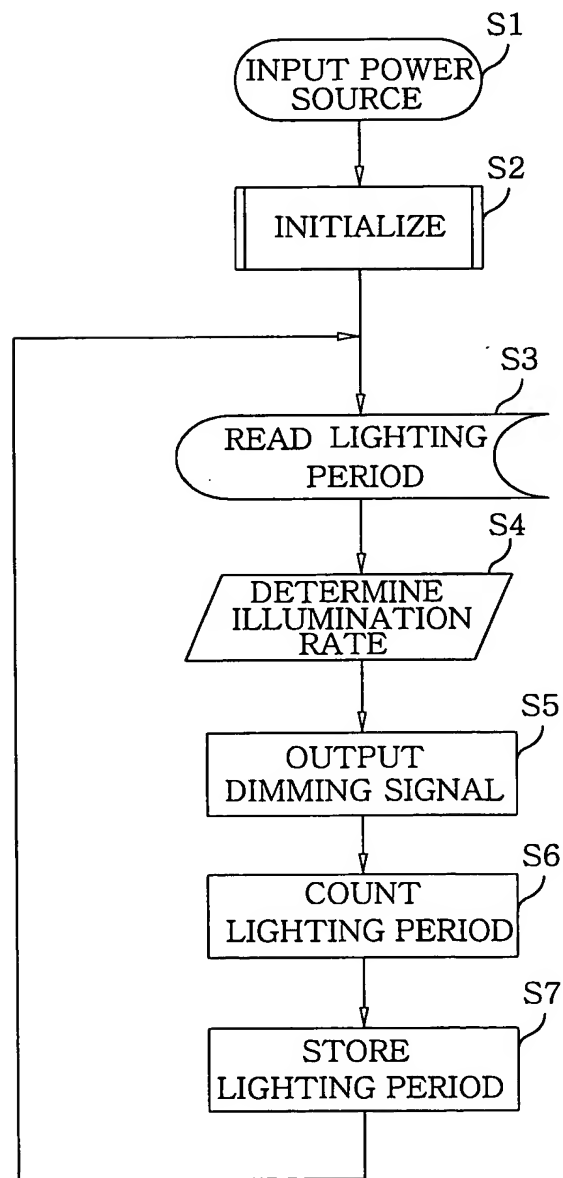 S1
INPUT POWER
SOURCE
S2
INITIALIZE
S3
READ LIGHTING
PERIOD
S4
DETERMINE
ILLUMINATION
RATE
S5
OUTPUT
DIMMING SIGNAL
S6
COUNT
LIGHTING PERIOD
S7
STORE
LIGHTING PERIOD